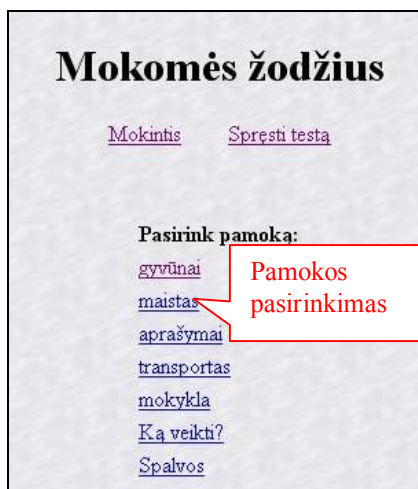 Mokomės žodžius
Mokintis Spręsti testą
Pasirink pamoką:
gyvūnai
maistas
aprašymai
transportas
mokykla
Ką veikti?
Spalvos
Pamokos
pasirinkimas